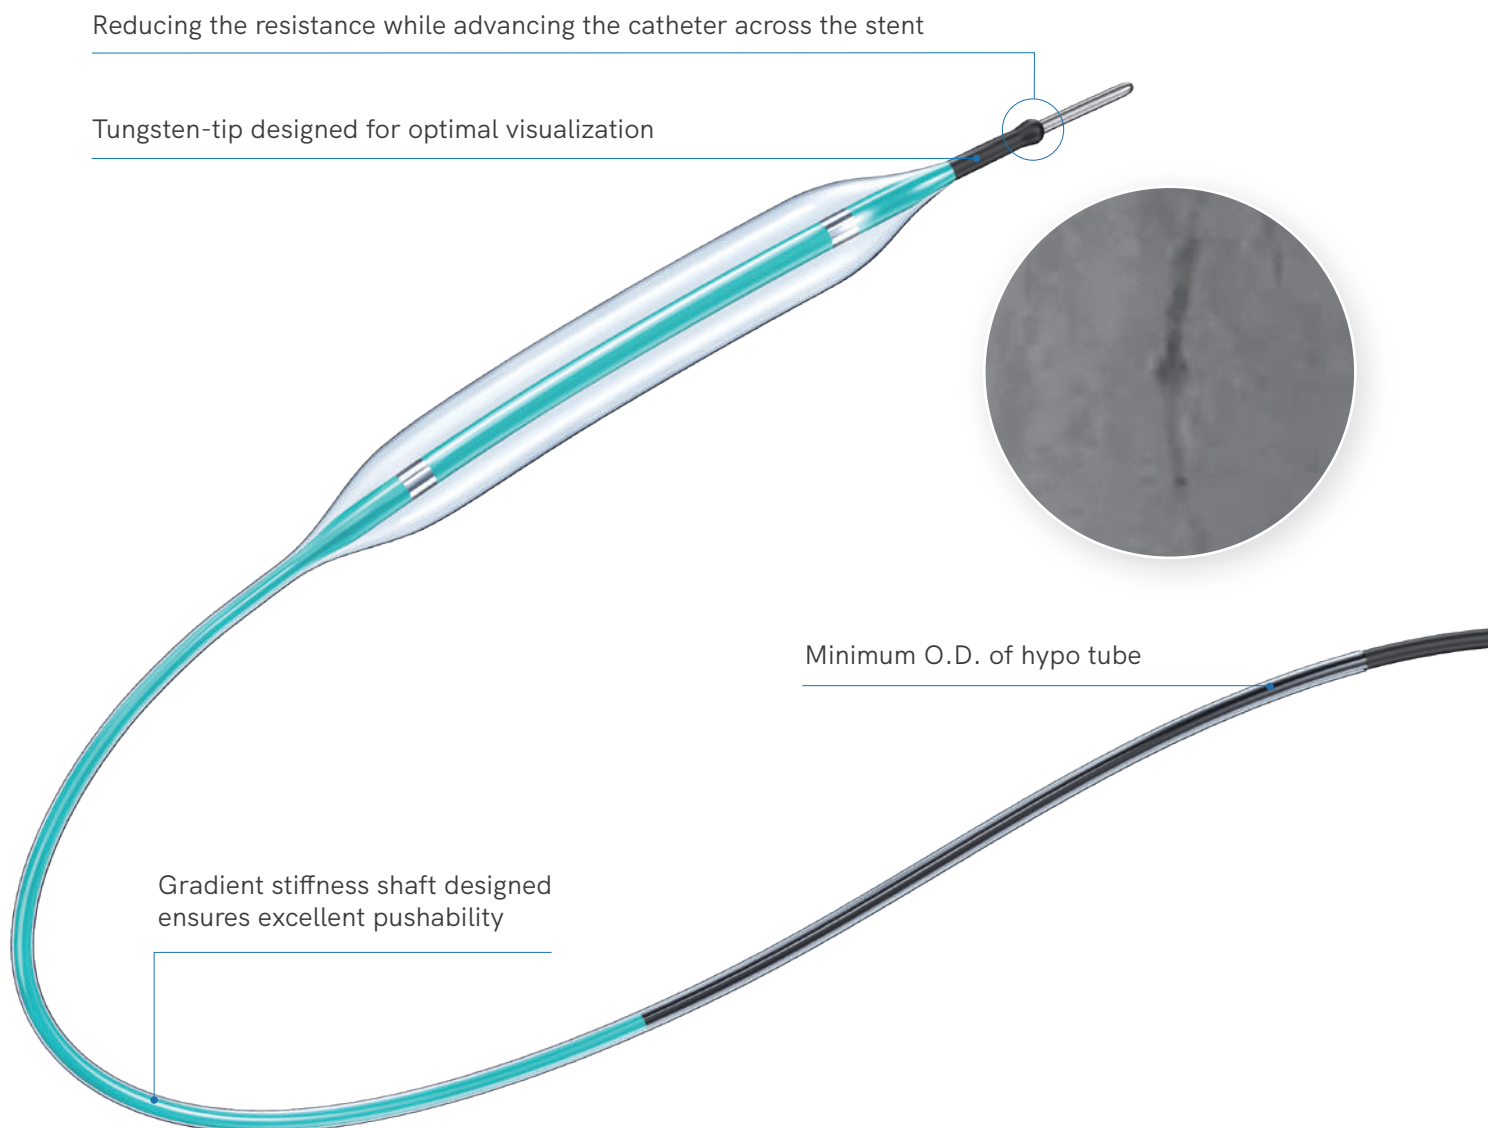 Reducing the resistance while advancing the catheter across the stent
Tungsten-tip designed for optimal visualization
Minimum O.D. of hypo tube
Gradient stiffness shaft designed
ensures excellent pushability